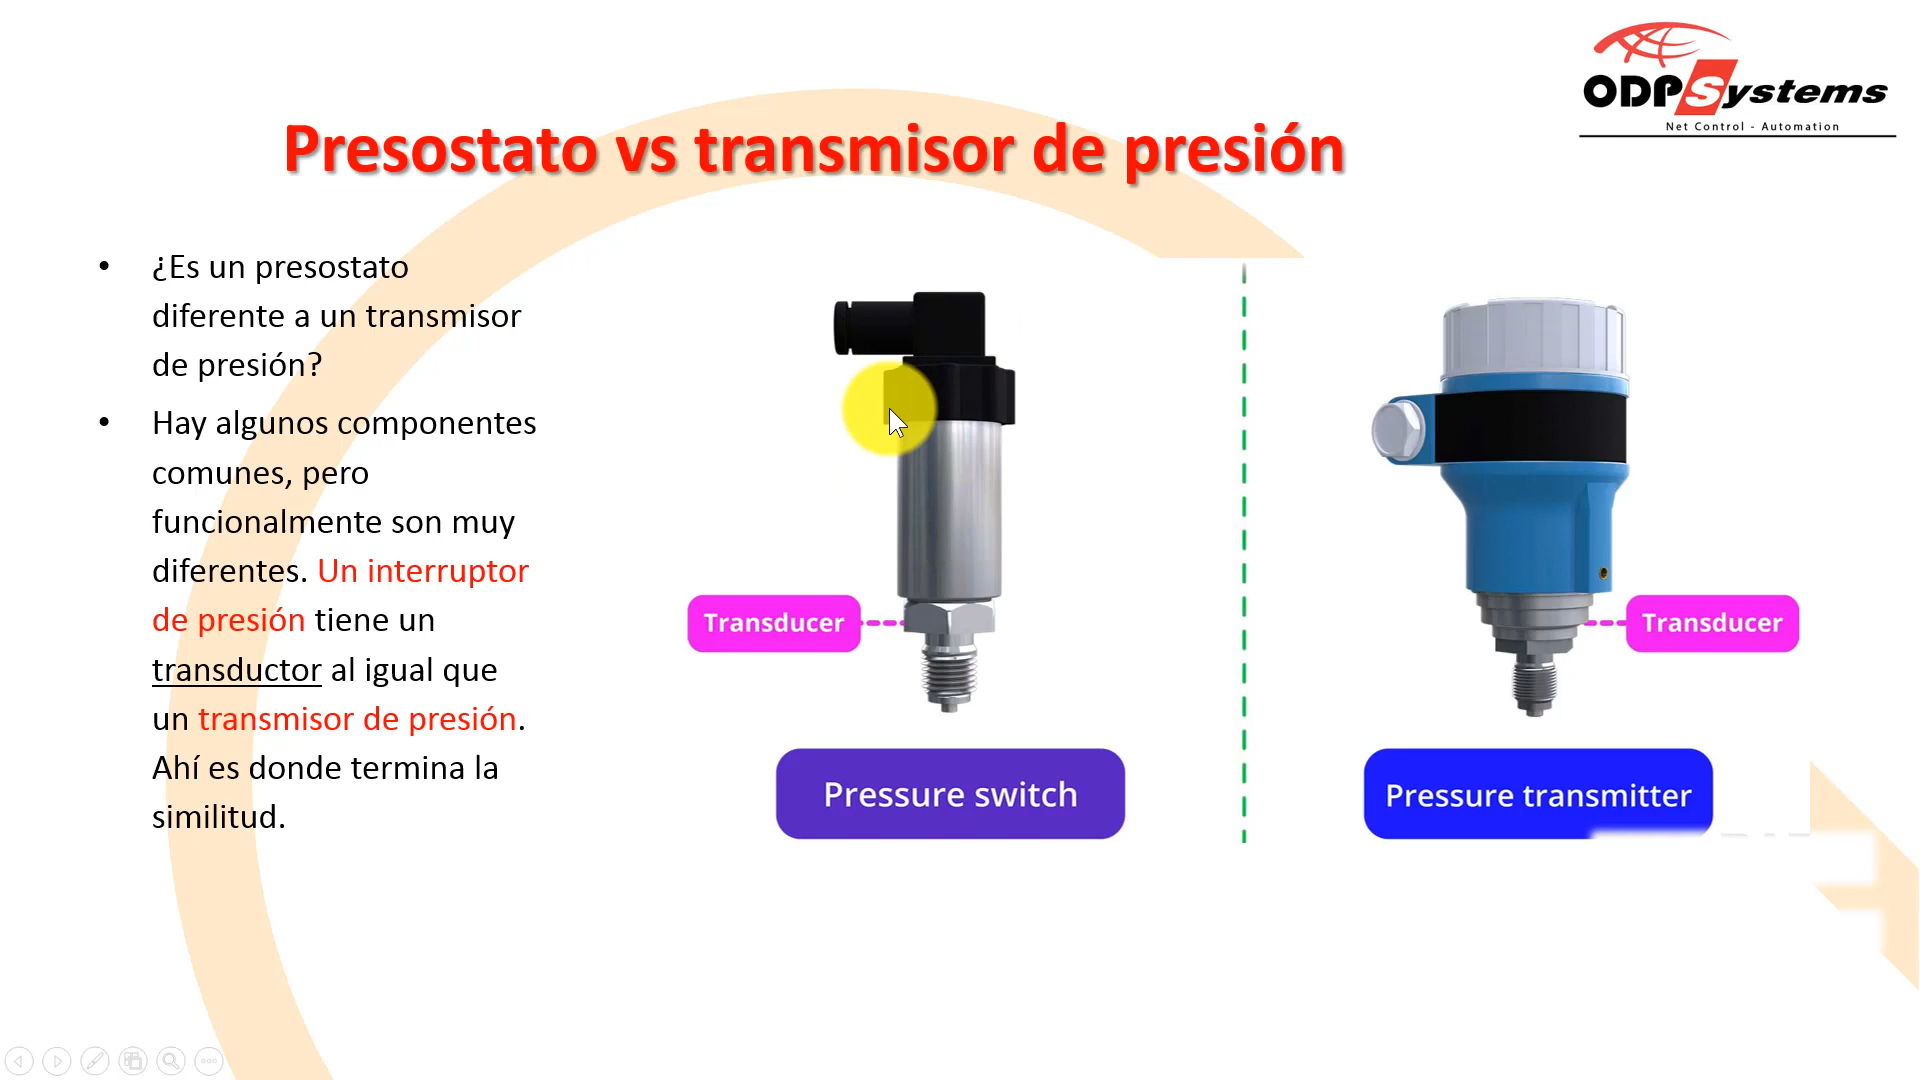 ODPSystems
Net Control - Automation
Presostato vs transmisor de presión
• ¿Es un presostato
diferente a un transmisor
de presión?
• Hay algunos componentes
comunes, pero
funcionalmente son muy
diferentes. Un interruptor
de presión tiene un
transductor al igual que
un transmisor de presión.
Ahí es donde termina la
similitud.
Transducer
Pressure switch
Transducer
Pressure transmitter